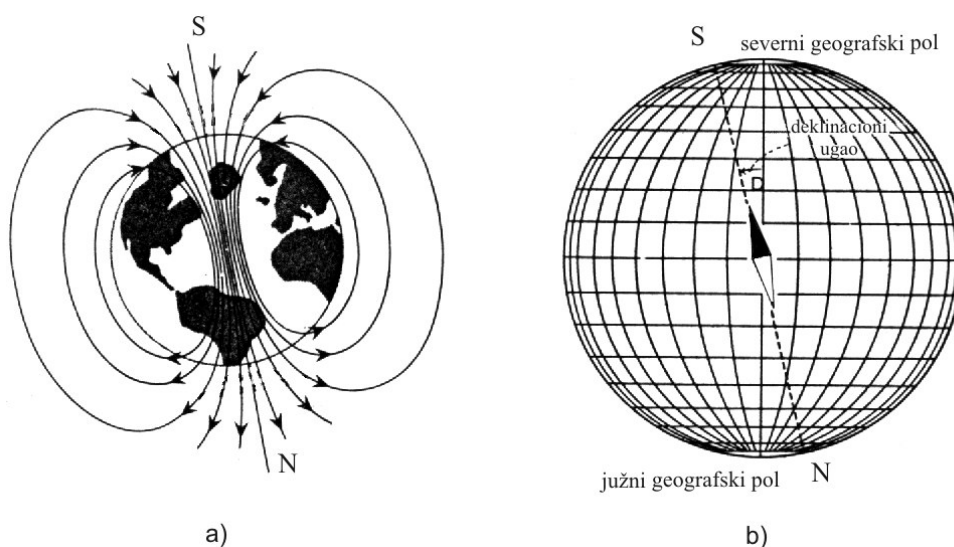 S
N
a)
S
severni geografski pol
deklinacioni
ugao
D
južni geografski pol
N
b)